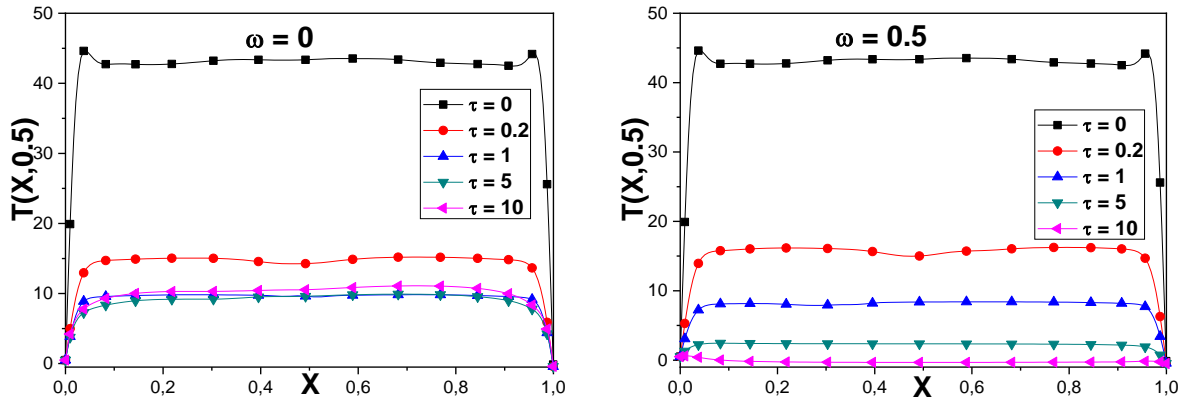 50
40
30
20
10
0
T(X,0.5)
ω = 0
τ = 0
τ = 0.2
τ = 1
τ = 5
τ = 10
0,0 0,2 0,4 0,6 0,8 1,0
X
50
40
30
20
10
0
T(X,0.5)
ω = 0.5
τ = 0
τ = 0.2
τ = 1
τ = 5
τ = 10
0,0 0,2 0,4 0,6 0,8 1,0
X